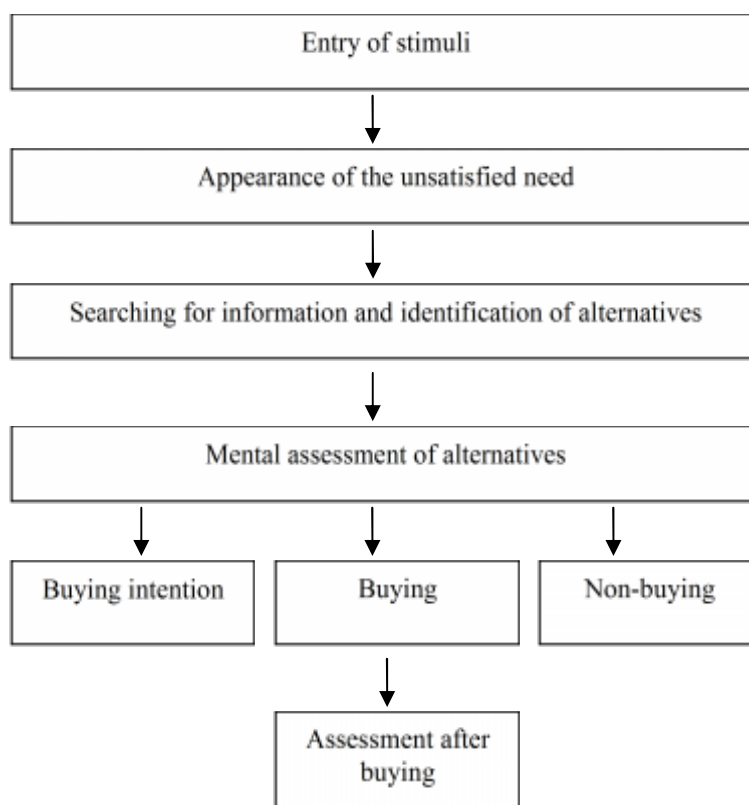 Entry of stimuli
Appearance of the unsatisfied need
Searching for information and identification of alternatives
Mental assessment of alternatives
Buying intention
Buying
Non-buying
Assessment after
buying